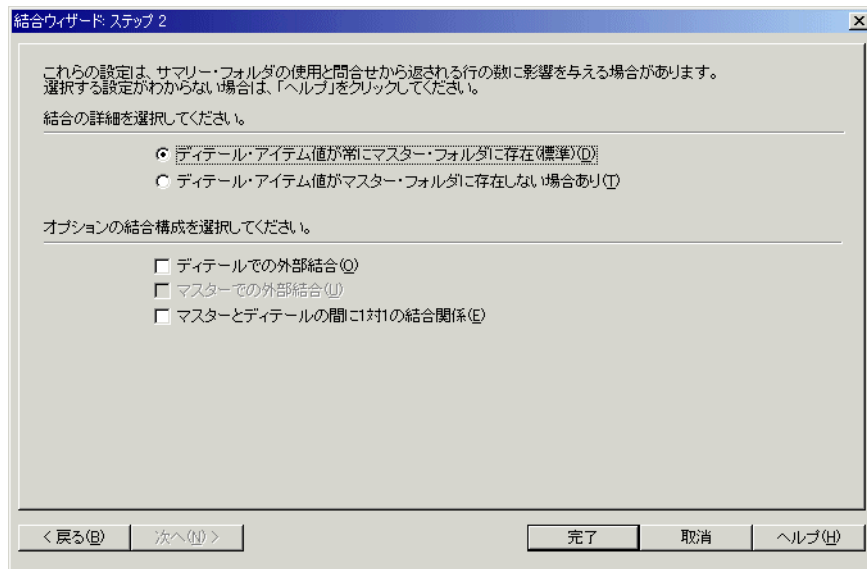 結合ウィザード: ステップ 2
これらの設定は、サマリー・フォルダの使用と問合せから返される行の数に影響を与える場合があります。
選択する設定がわからない場合は、「ヘルプ」をクリックしてください。
結合の詳細を選択してください。
ディテール・アイテム値が常にマスター・フォルダに存在(標準)(D)
ディテール・アイテム値がマスター・フォルダに存在しない場合あり(T)
オプションの結合構成を選択してください。
ディテールでの外部結合(O)
マスターでの外部結合(U)
マスターとディテールの間に1対1の結合関係(E)
< 戻る(B) 次へ(N) > 完了 取消 ヘルプ(H)